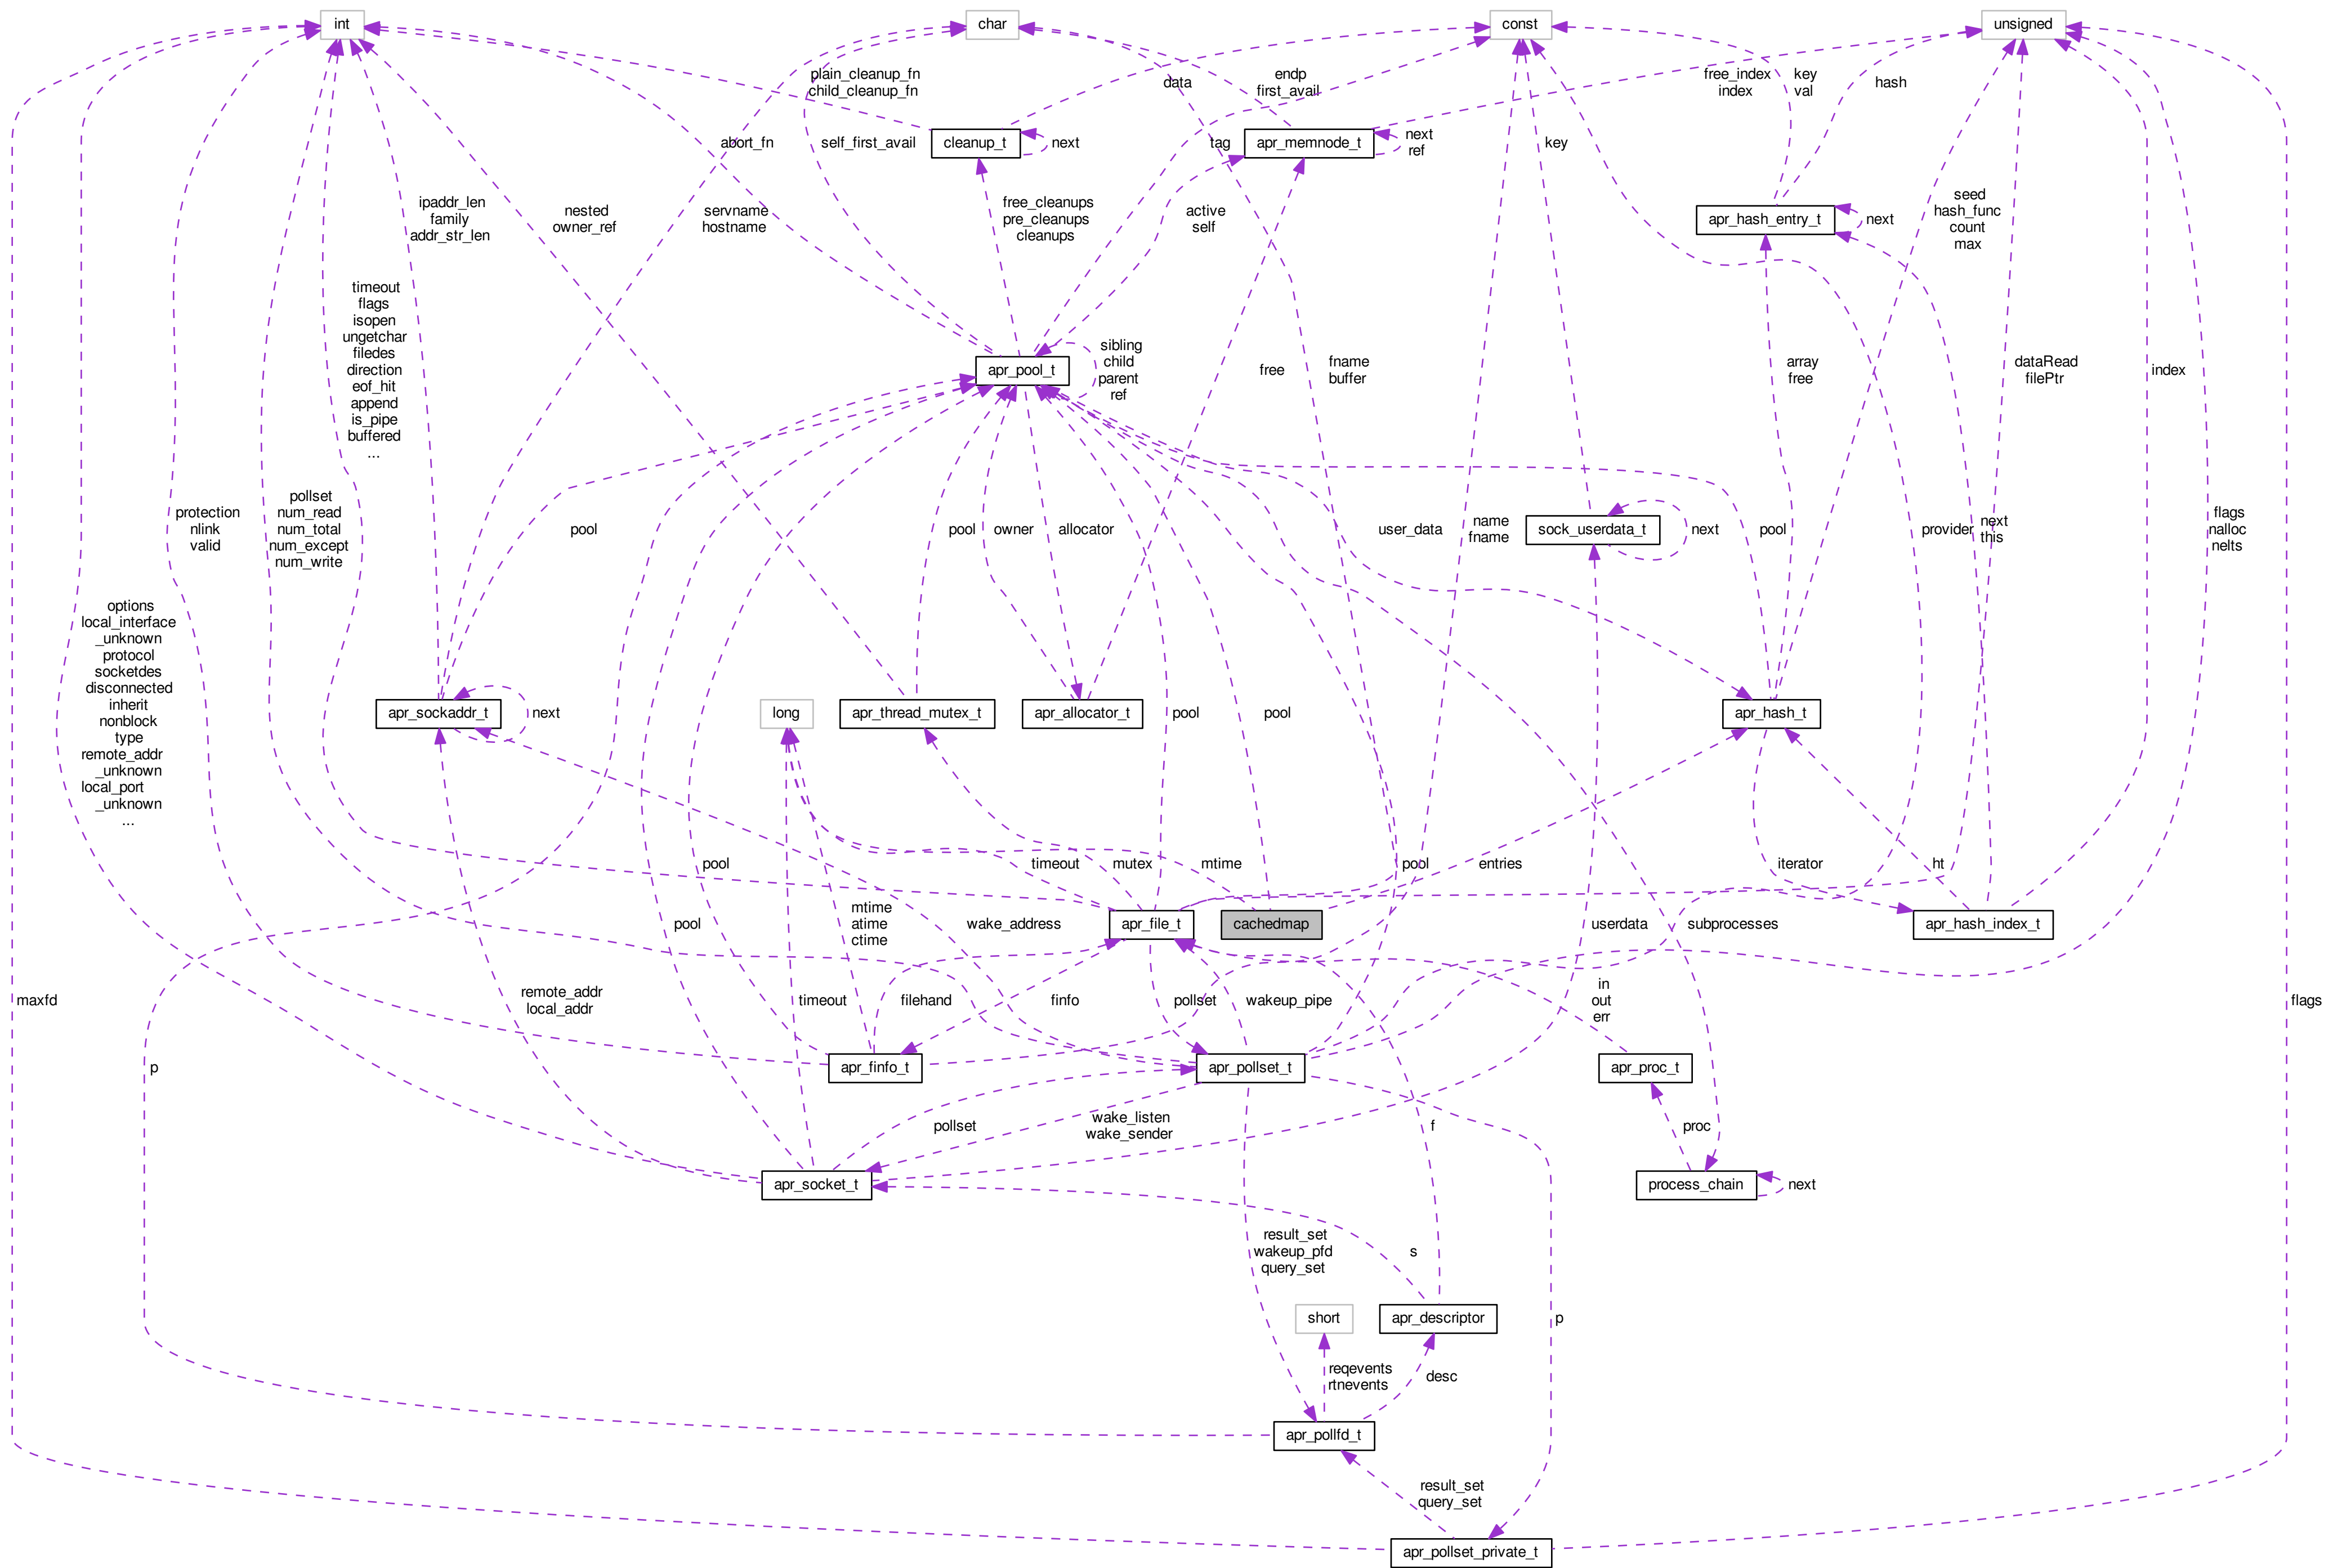 int
char
const
unsigned
plain_cleanup_fn
child_cleanup_fn
data
endp
first_avail
free_index
index
key
val
hash
abort_fn
self_first_avail
cleanup_t
next
tag
apr_memnode_t
next
ref
key
ipaddr_len
family
addr_str_len
nested
owner_ref
servname
hostname
free_cleanups
pre_cleanups
cleanups
active
self
apr_hash_entry_t
next
seed
hash_func
count
max
timeout
flags
isopen
ungetchar
filedes
direction
eof_hit
append
is_pipe
buffered
...
apr_pool_t
sibling
child
parent
ref
free
fname
buffer
array
free
dataRead
filePtr
index
protection
nlink
valid
pollset
num_read
num_total
num_except
num_write
pool
pool
owner
allocator
user_data
name
fname
sock_userdata_t
next
pool
provider
next
this
flags
nalloc
nelts
options
local_interface
_unknown
protocol
socketdes
disconnected
inherit
nonblock
type
remote_addr
_unknown
local_port
_unknown
...
apr_sockaddr_t
next
long
apr_thread_mutex_t
apr_allocator_t
pool
pool
apr_hash_t
pool
timeout
mutex
mtime
pool
entries
iterator
ht
pool
mtime
atime
ctime
wake_address
apr_file_t
cachedmap
userdata
subprocesses
apr_hash_index_t
maxfd
remote_addr
local_addr
timeout
filehand
finfo
pollset
wakeup_pipe
in
out
err
flags
p
apr_finfo_t
apr_pollset_t
apr_proc_t
pollset
wake_listen
wake_sender
f
proc
apr_socket_t
process_chain
next
result_set
wakeup_pfd
query_set
s
short
apr_descriptor
p
reqevents
rtnevents
desc
apr_pollfd_t
result_set
query_set
apr_pollset_private_t